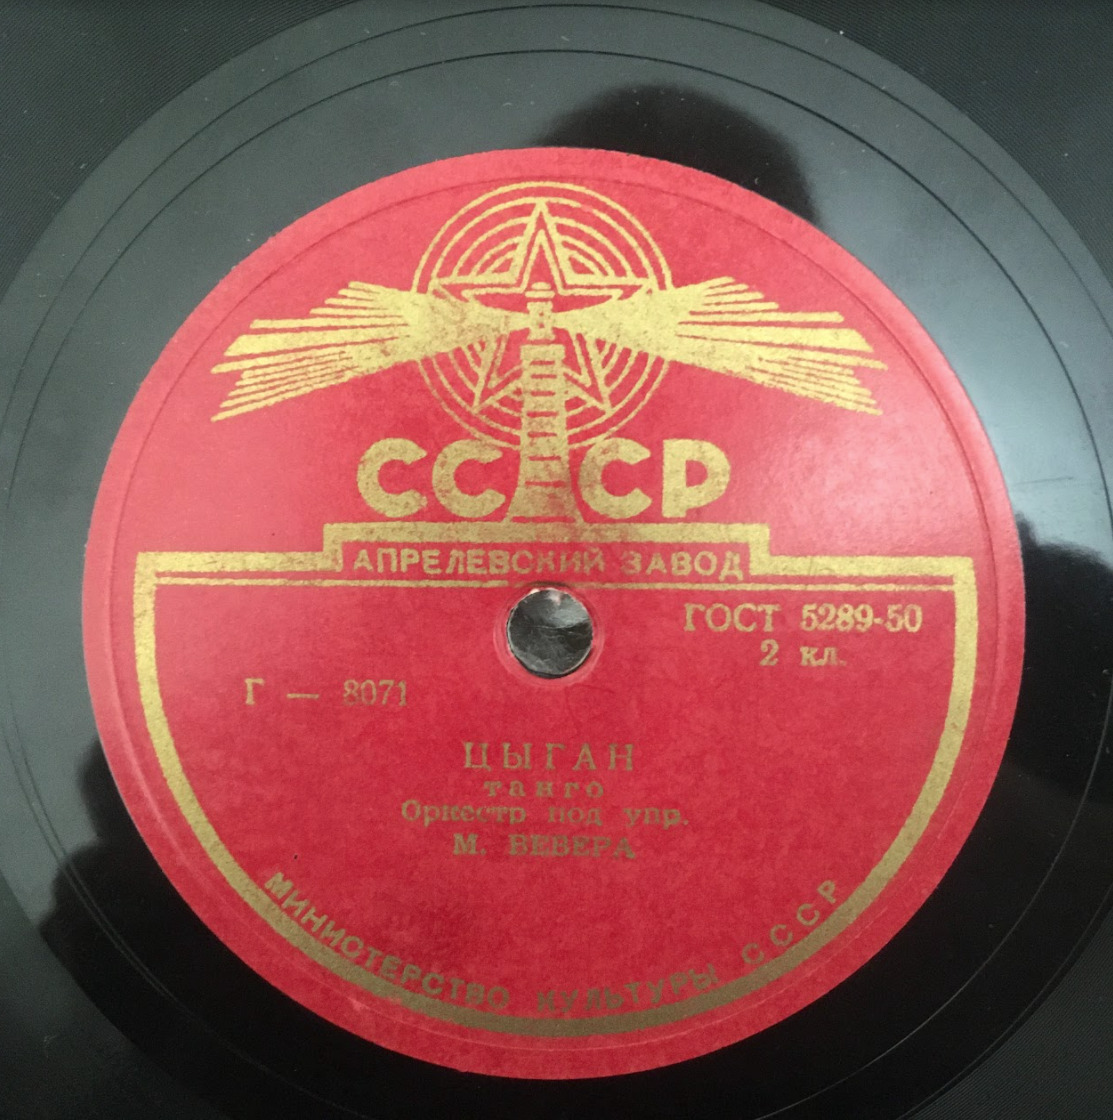 СССР
АПРЕЛЕВСКИЙ ЗАВОД
ГОСТ 5289-50
2 кл.
Г — 8071
ЦЫГАН
танго
Оркестр под упр.
М. ВЕБЕРА
МИНИСТЕРСТВО КУЛЬТУРЫ СССР